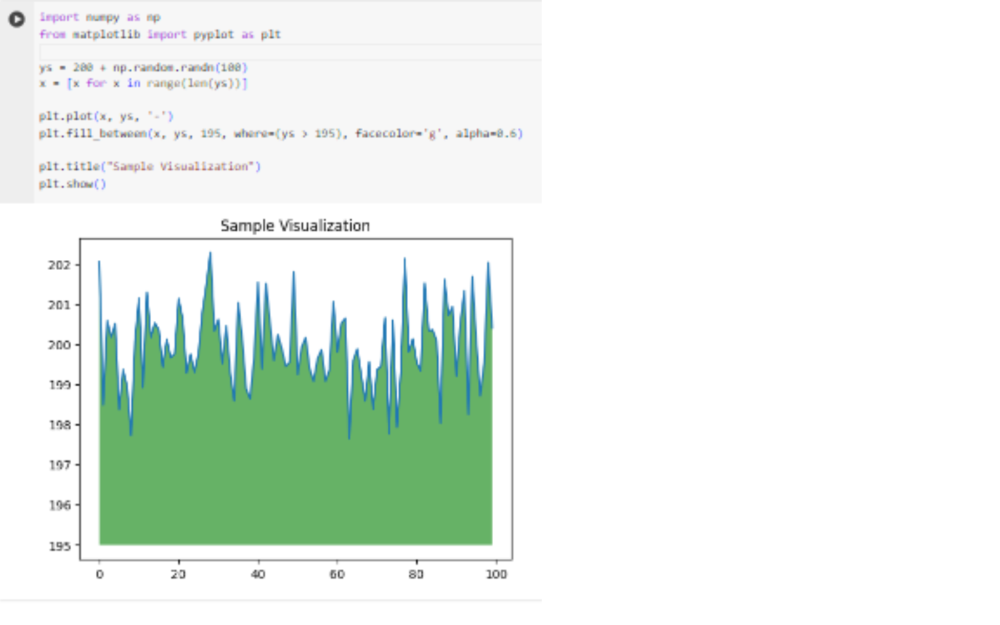 import numpy as np
from matplotlib import pyplot as plt
ys = 200 + np.random.randn(100)
x = [x for x in range(len(ys))]
plt.plot(x, ys, '-')
plt.fill_between(x, ys, 195, where=(ys > 195), facecolor='g', alpha=0.6)
plt.title("Sample Visualization")
plt.show()
Sample Visualization
202
201
200
199
198
197
196
195
0 20 40 60 80 100